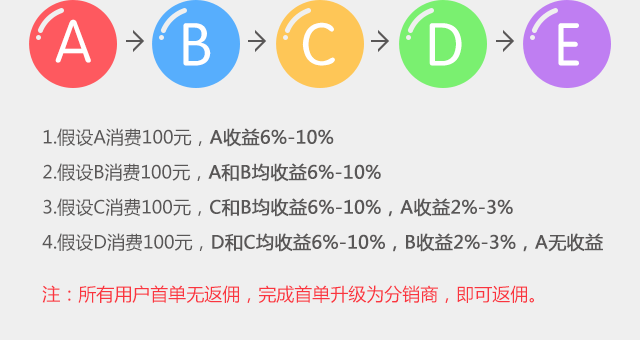 A → B → C → D → E
1.假设A消费100元，A收益6%-10%
2.假设B消费100元，A和B均收益6%-10%
3.假设C消费100元，C和B均收益6%-10%，A收益2%-3%
4.假设D消费100元，D和C均收益6%-10%，B收益2%-3%，A无收益
注：所有用户首单无返佣，完成首单升级为分销商，即可返佣。